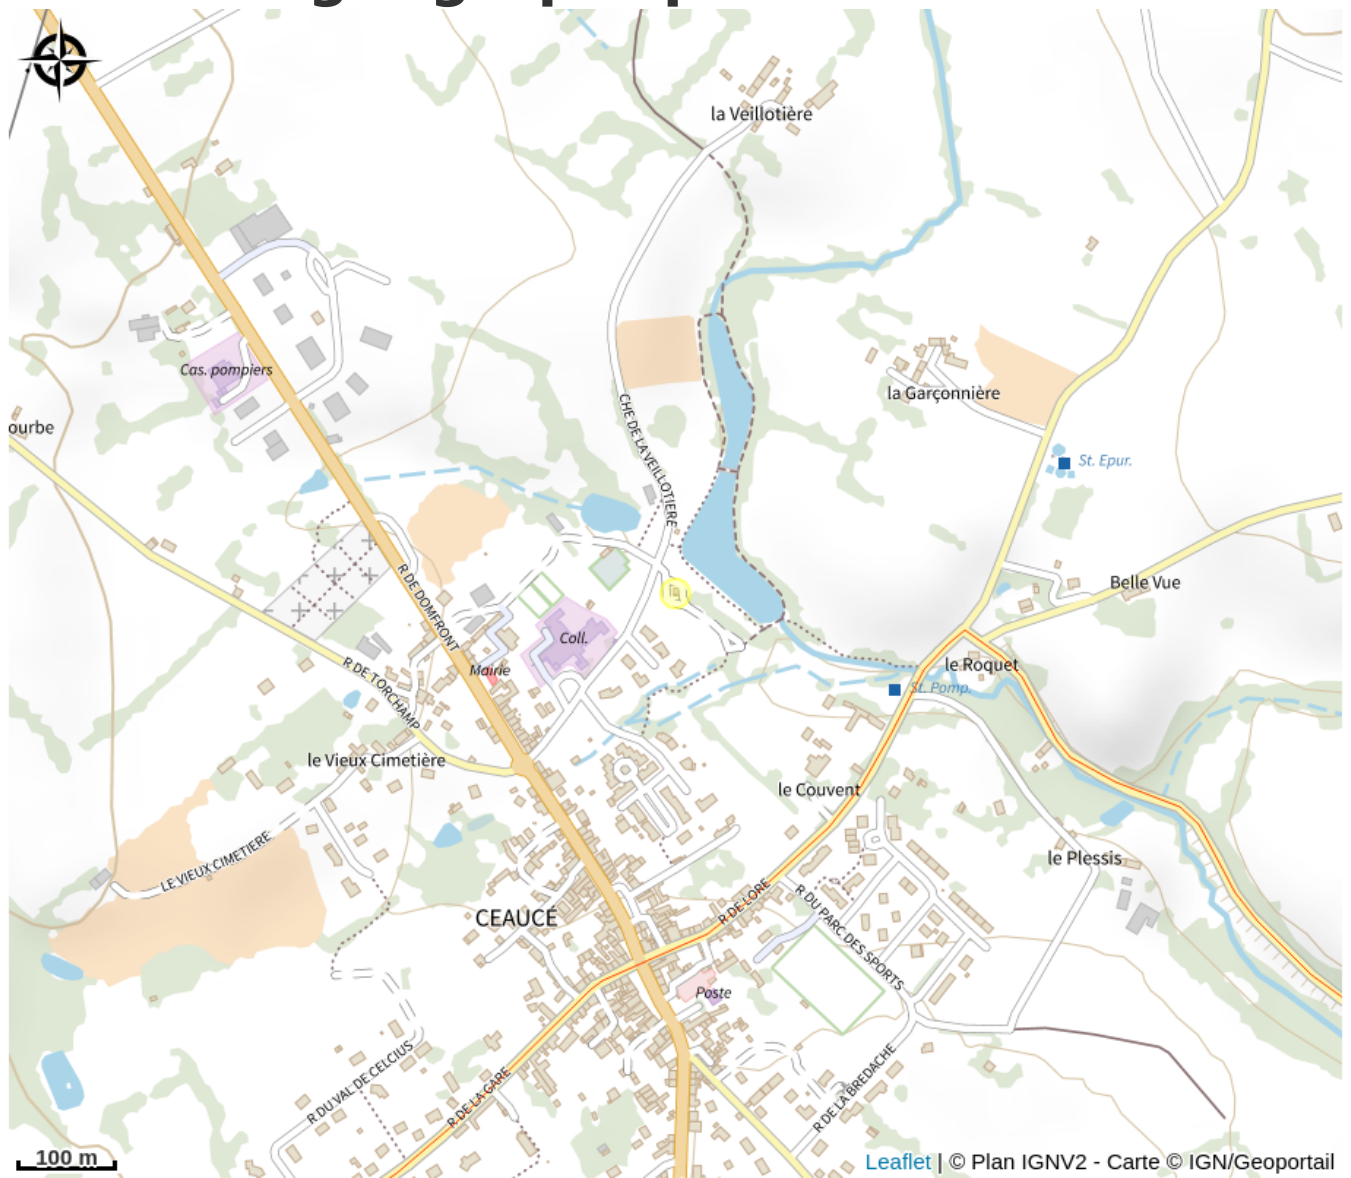 la Veillotière
Cas. pompiers
la Garçonnière
ourbe
CHE DE LA VEILLOTIERE
St. Epur.
R DE DOMFRONT
Belle Vue
Coll.
Mairie
R DE TORCHAMP
le Roquet
St. Pomp.
le Vieux Cimetière
le Couvent
LE VIEUX CIMETIERE
le Plessis
R DE LORE
CEAUCÉ
R DU PARC DES SPORTS
Poste
R DU VAL DE CELCIUS
R DE LA GARE
R DE LA BREDACHE
100 m
Leaflet | © Plan IGNV2 - Carte © IGN/Geoportail